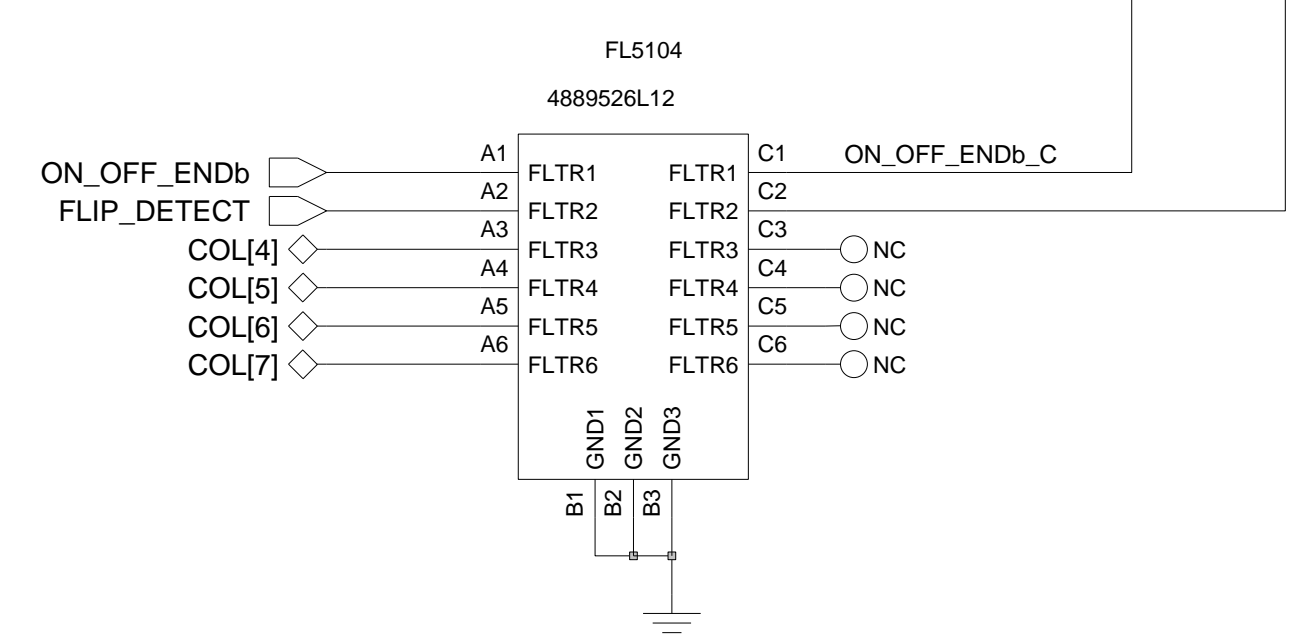 FL5104
4889526L12
A1 C1 ON_OFF_ENDb_C
ON_OFF_ENDb FLTR1 FLTR1
A2 C2
FLIP_DETECT FLTR2 FLTR2
A3 C3
COL[4] FLTR3 FLTR3 NC
A4 C4
COL[5] FLTR4 FLTR4 NC
A5 C5
COL[6] FLTR5 FLTR5 NC
A6 C6
COL[7] FLTR6 FLTR6 NC
GND1 GND2 GND3
B1 B2 B3